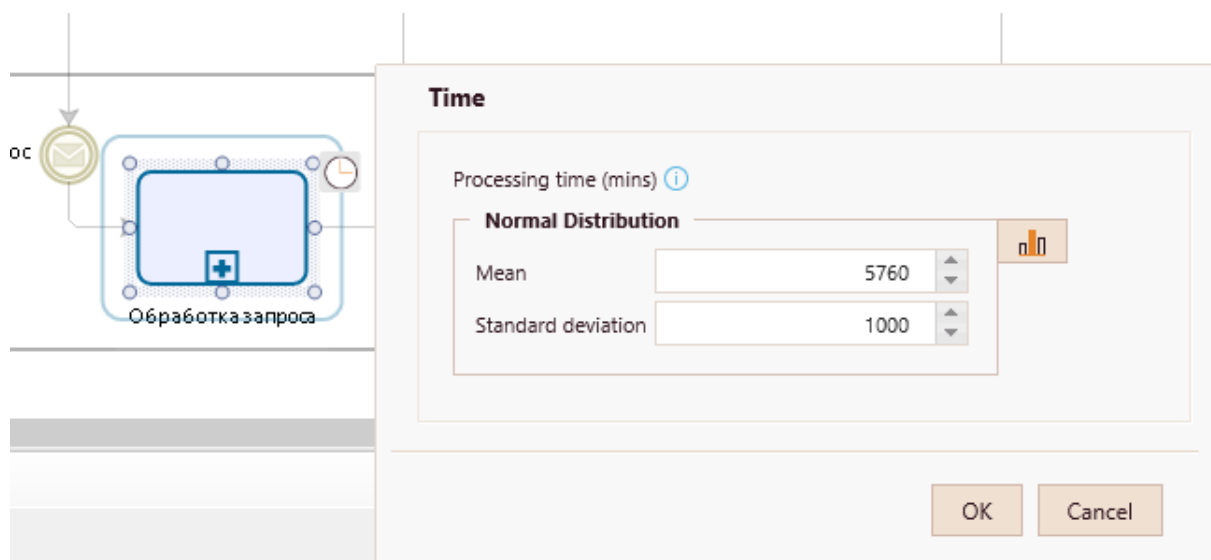 Time
ос
Processing time (mins)
Normal Distribution
Mean 5760
Standard deviation 1000
Обработка запроса
OK Cancel